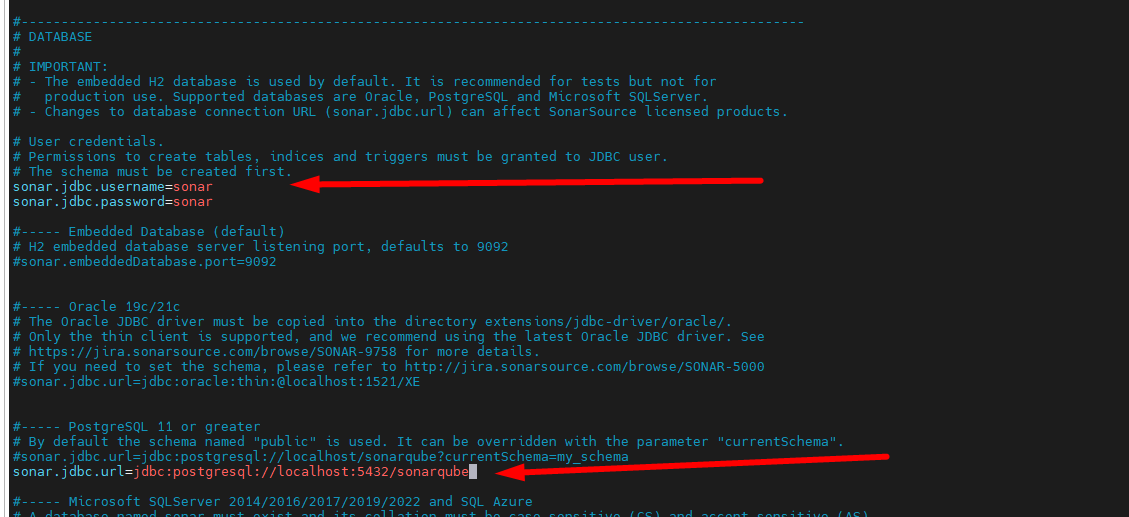 #--------------------------------------------------------------------------------------------------
# DATABASE
#
# IMPORTANT:
# - The embedded H2 database is used by default. It is recommended for tests but not for
#   production use. Supported databases are Oracle, PostgreSQL and Microsoft SQLServer.
# - Changes to database connection URL (sonar.jdbc.url) can affect SonarSource licensed products.
# User credentials.
# Permissions to create tables, indices and triggers must be granted to JDBC user.
# The schema must be created first.
sonar.jdbc.username=sonar
sonar.jdbc.password=sonar
#----- Embedded Database (default)
# H2 embedded database server listening port, defaults to 9092
#sonar.embeddedDatabase.port=9092
#----- Oracle 19c/21c
# The Oracle JDBC driver must be copied into the directory extensions/jdbc-driver/oracle/.
# Only the thin client is supported, and we recommend using the latest Oracle JDBC driver. See
# https://jira.sonarsource.com/browse/SONAR-9758 for more details.
# If you need to set the schema, please refer to http://jira.sonarsource.com/browse/SONAR-5000
#sonar.jdbc.url=jdbc:oracle:thin:@localhost:1521/XE
#----- PostgreSQL 11 or greater
# By default the schema named "public" is used. It can be overridden with the parameter "currentSchema".
#sonar.jdbc.url=jdbc:postgresql://localhost/sonarqube?currentSchema=my_schema
sonar.jdbc.url=jdbc:postgresql://localhost:5432/sonarqube
#----- Microsoft SQLServer 2014/2016/2017/2019/2022 and SQL Azure
# A database named sonar must exist and its collation must be case-sensitive (CS) and accent-sensitive (AS)